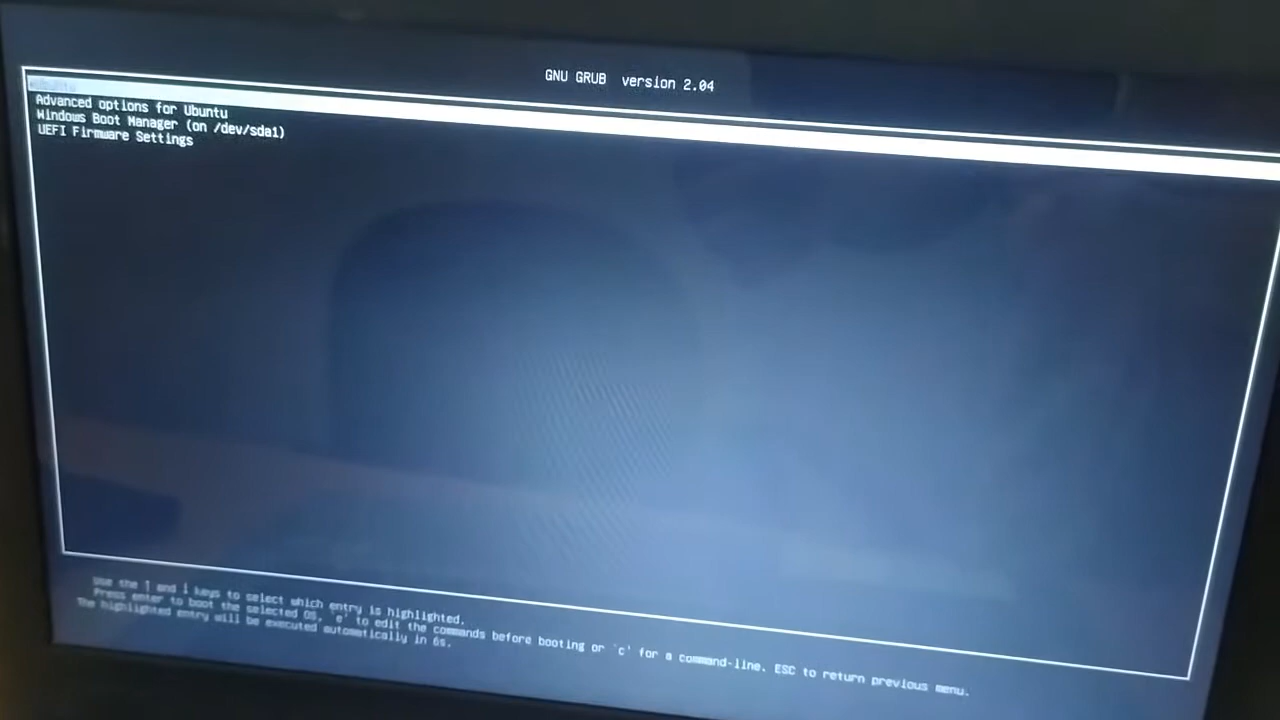 GNU GRUB version 2.04
*Ubuntu
Advanced options for Ubuntu
Windows Boot Manager (on /dev/sda1)
UEFI Firmware Settings
Use the ↑ and ↓ keys to select which entry is highlighted.
Press enter to boot the selected OS, `e' to edit the commands before booting or `c' for a command-line. ESC to return previous menu.
The highlighted entry will be executed automatically in 6s.